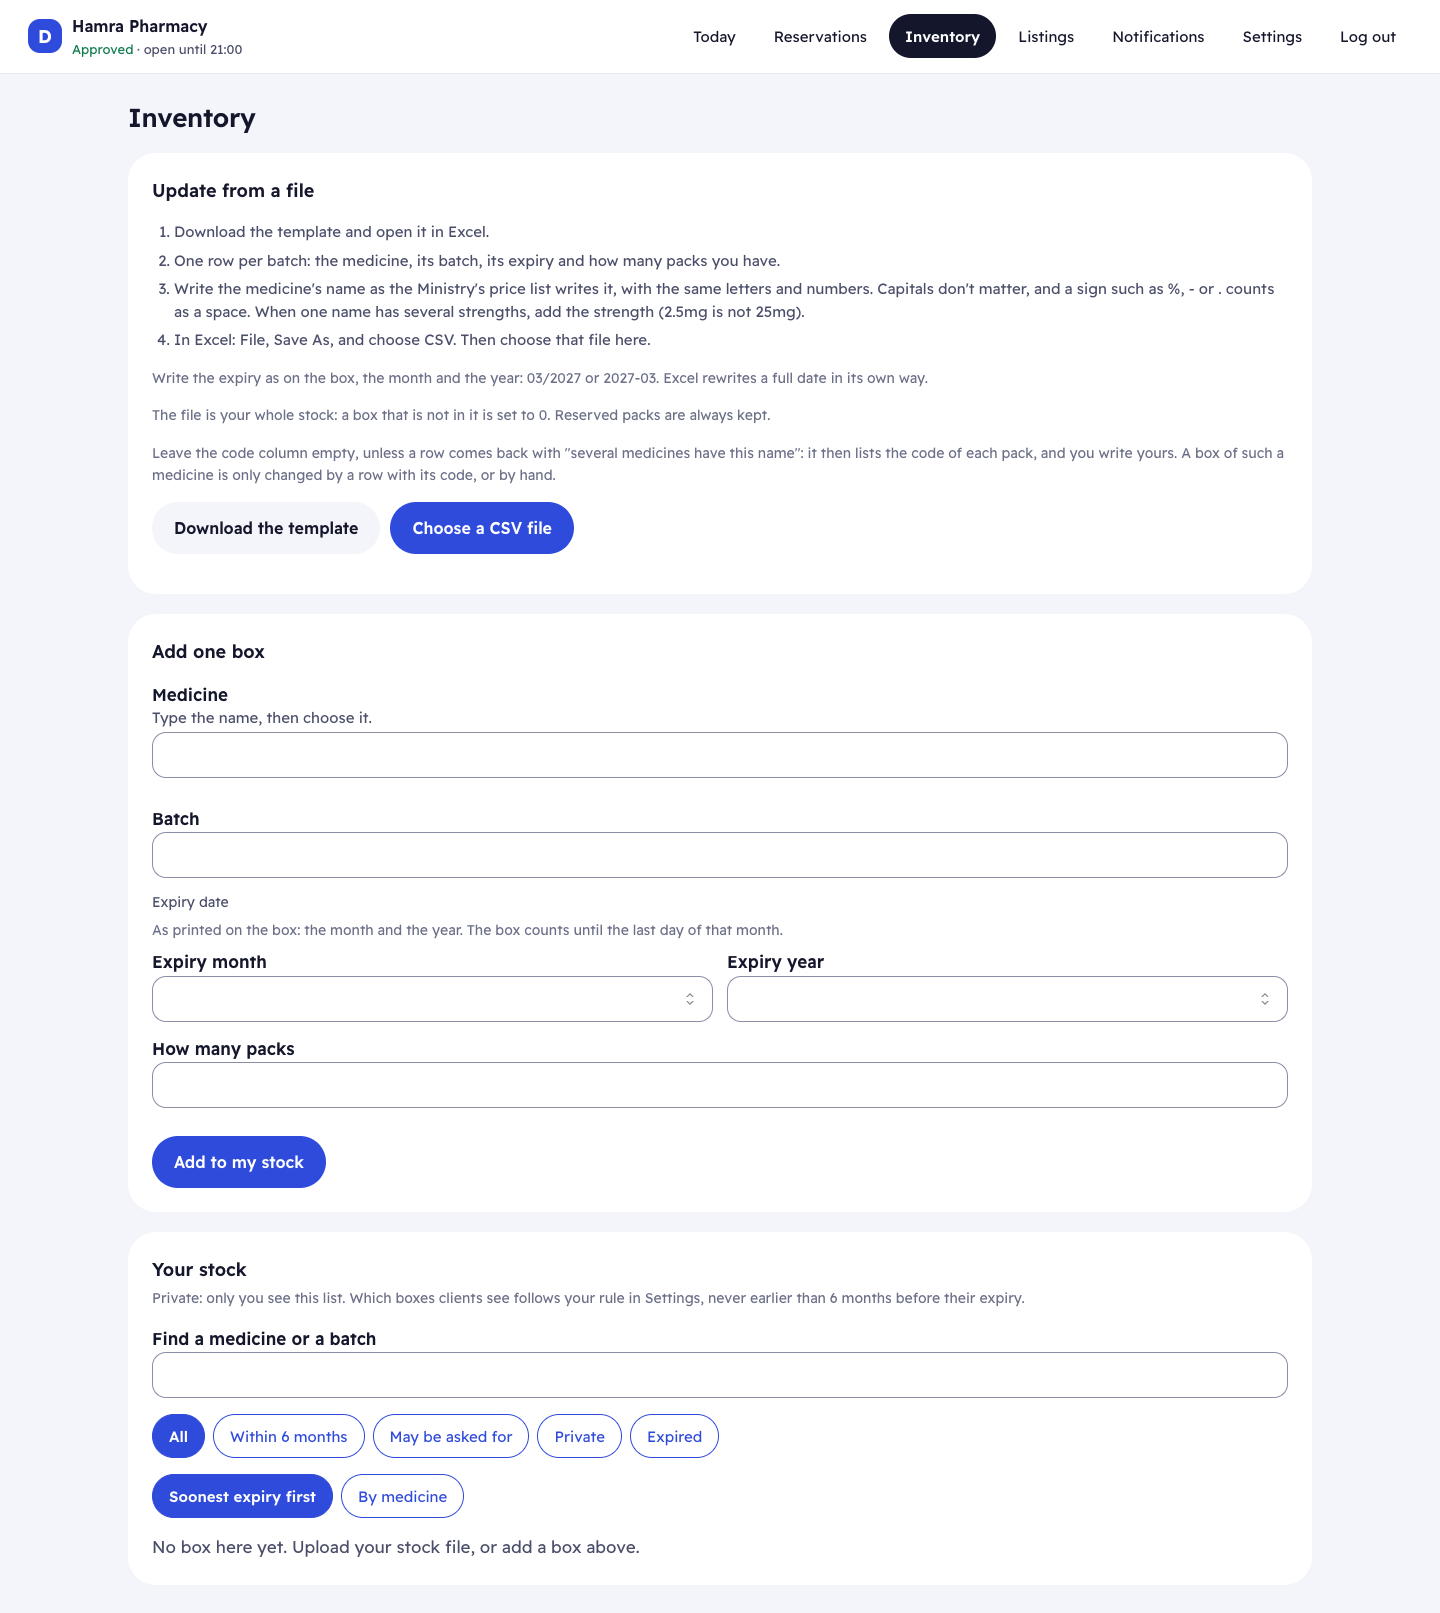 D
Hamra Pharmacy
Approved · open until 21:00
Today
Reservations
Inventory
Listings
Notifications
Settings
Log out
Inventory
Update from a file
1. Download the template and open it in Excel.
2. One row per batch: the medicine, its batch, its expiry and how many packs you have.
3. Write the medicine's name as the Ministry's price list writes it, with the same letters and numbers. Capitals don't matter, and a sign such as %, - or . counts
as a space. When one name has several strengths, add the strength (2.5mg is not 25mg).
4. In Excel: File, Save As, and choose CSV. Then choose that file here.
Write the expiry as on the box, the month and the year: 03/2027 or 2027-03. Excel rewrites a full date in its own way.
The file is your whole stock: a box that is not in it is set to 0. Reserved packs are always kept.
Leave the code column empty, unless a row comes back with "several medicines have this name": it then lists the code of each pack, and you write yours. A box of such a
medicine is only changed by a row with its code, or by hand.
Download the template
Choose a CSV file
Add one box
Medicine
Type the name, then choose it.
Batch
Expiry date
As printed on the box: the month and the year. The box counts until the last day of that month.
Expiry month
Expiry year
How many packs
Add to my stock
Your stock
Private: only you see this list. Which boxes clients see follows your rule in Settings, never earlier than 6 months before their expiry.
Find a medicine or a batch
All
Within 6 months
May be asked for
Private
Expired
Soonest expiry first
By medicine
No box here yet. Upload your stock file, or add a box above.